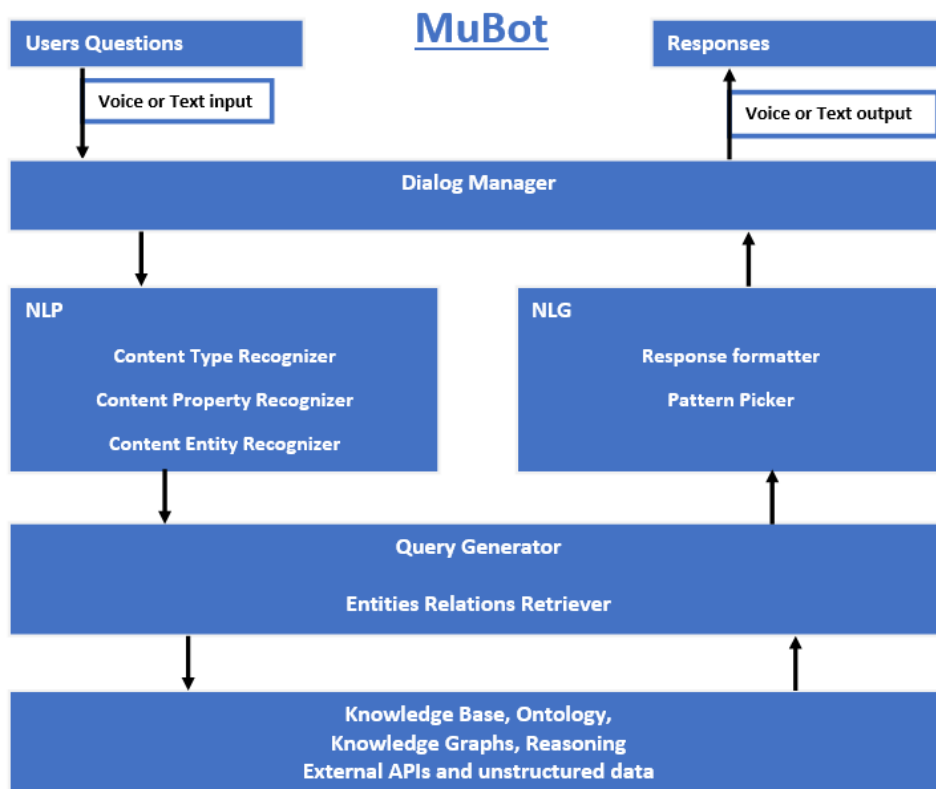 MuBot
Users Questions
Responses
Voice or Text input
Voice or Text output
Dialog Manager
NLP
Content Type Recognizer
Content Property Recognizer
Content Entity Recognizer
NLG
Response formatter
Pattern Picker
Query Generator
Entities Relations Retriever
Knowledge Base, Ontology,
Knowledge Graphs, Reasoning
External APIs and unstructured data